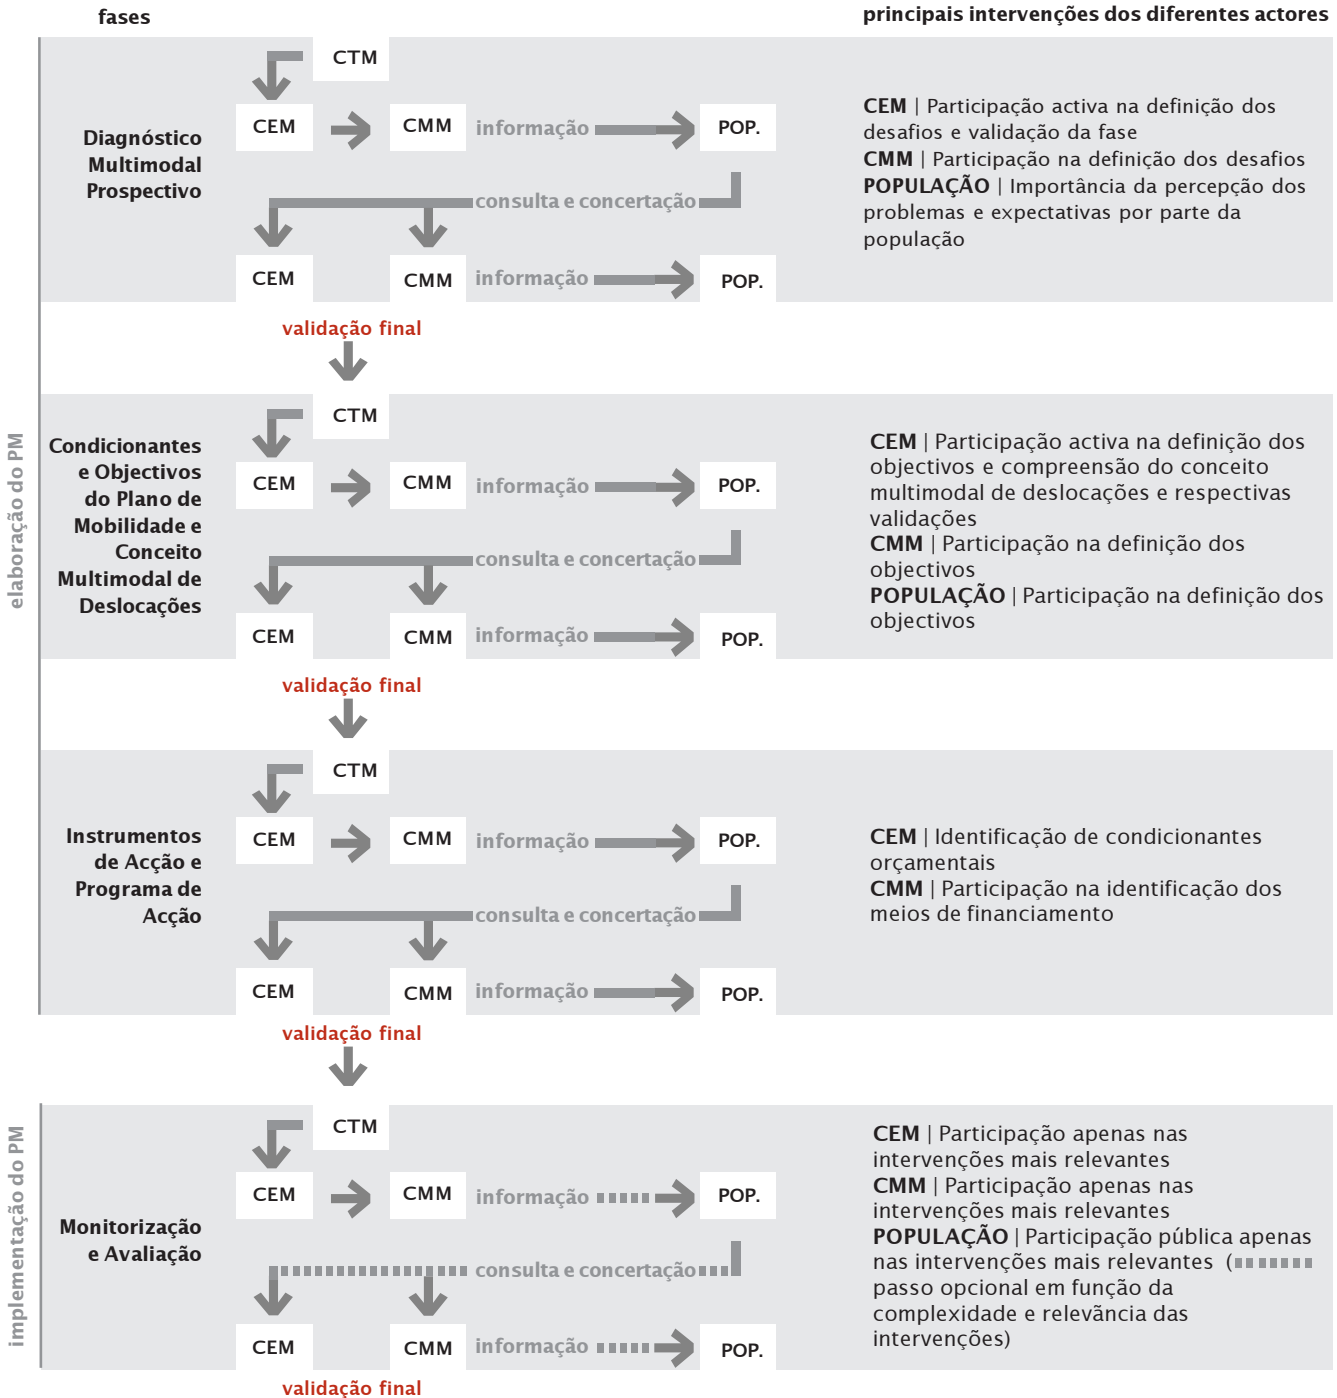 fases
principais intervenções dos diferentes actores
elaboração do PM
Diagnóstico
Multimodal
Prospectivo
CTM
CEM
CMM
informação
POP.
consulta e concertação
CEM
CMM
informação
POP.
CEM | Participação activa na definição dos
desafios e validação da fase
CMM | Participação na definição dos desafios
POPULAÇÃO | Importância da percepção dos
problemas e expectativas por parte da
população
validação final
Condicionantes
e Objectivos
do Plano de
Mobilidade e
Conceito
Multimodal de
Deslocações
CTM
CEM
CMM
informação
POP.
consulta e concertação
CEM
CMM
informação
POP.
CEM | Participação activa na definição dos
objectivos e compreensão do conceito
multimodal de deslocações e respectivas
validações
CMM | Participação na definição dos
objectivos
POPULAÇÃO | Participação na definição dos
objectivos
validação final
Instrumentos
de Acção e
Programa de
Acção
CTM
CEM
CMM
informação
POP.
consulta e concertação
CEM
CMM
informação
POP.
CEM | Identificação de condicionantes
orçamentais
CMM | Participação na identificação dos
meios de financiamento
validação final
implementação do PM
Monitorização
e Avaliação
CTM
CEM
CMM
informação
POP.
consulta e concertação
CEM
CMM
informação
POP.
CEM | Participação apenas nas
intervenções mais relevantes
CMM | Participação apenas nas
intervenções mais relevantes
POPULAÇÃO | Participação pública apenas
nas intervenções mais relevantes (
passo opcional em função da
complexidade e relevãncia das
intervenções)
validação final